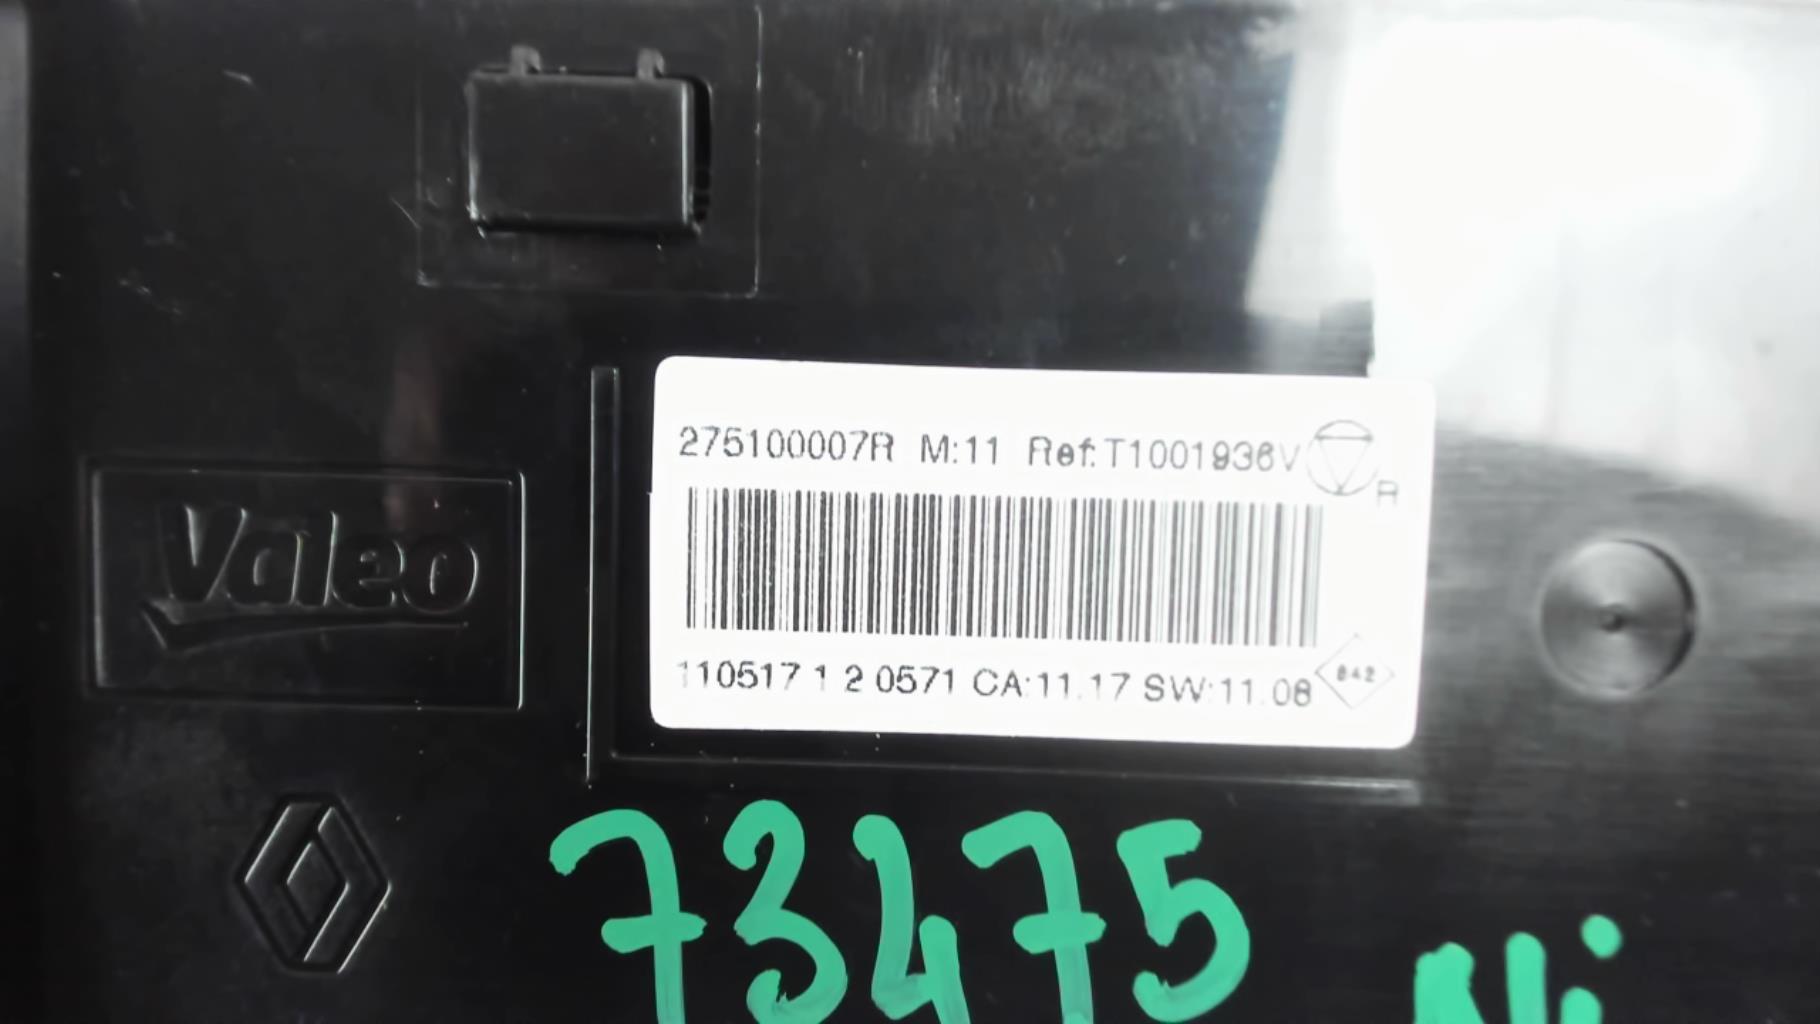 275100007R M:11 Ref:T1001936V
R
Valeo
110517 1 2 0571 CA:11.17 SW:11.08
842
73475